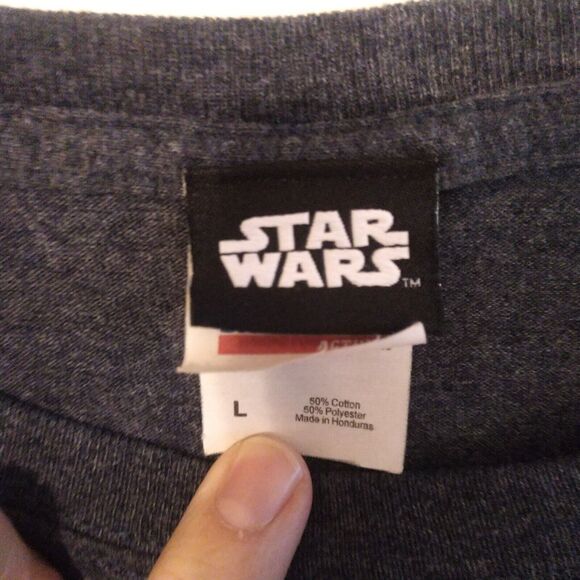 STAR
WARS
TM
L
50% Cotton
50% Polyester
Made in Honduras